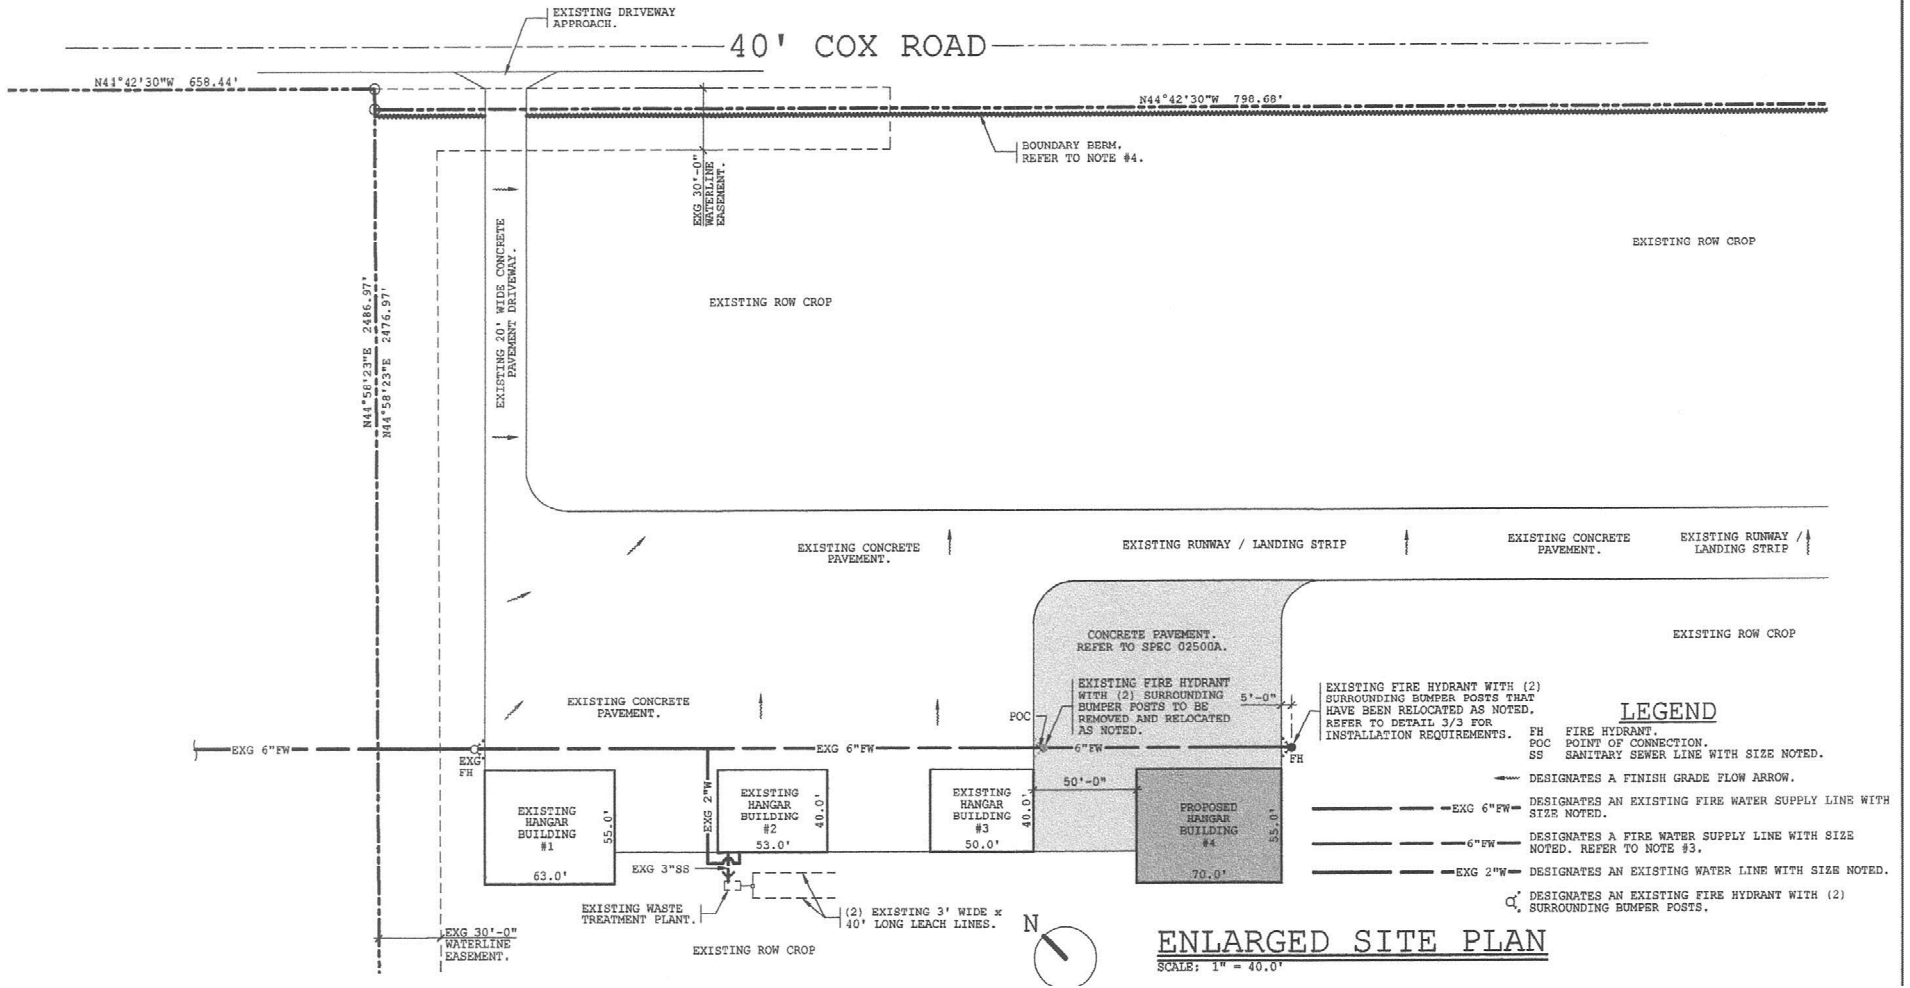 EXISTING DRIVEWAY
APPROACH.
40' COX ROAD
N44°42'30"W 658.44'
N44°42'30"W 798.68'
BOUNDARY BERM.
REFER TO NOTE #4.
EXG 30'-0"
WATERLINE
EASEMENT.
EXISTING 20' WIDE CONCRETE
PAVEMENT DRIVEWAY.
N44°58'23"E 2486.97'
N44°58'23"E 2476.97'
EXISTING ROW CROP
EXISTING ROW CROP
EXISTING CONCRETE
PAVEMENT.
EXISTING RUNWAY / LANDING STRIP
EXISTING CONCRETE
PAVEMENT.
EXISTING RUNWAY /
LANDING STRIP
CONCRETE PAVEMENT.
REFER TO SPEC 02500A.
EXISTING ROW CROP
EXISTING CONCRETE
PAVEMENT.
POC
EXISTING FIRE HYDRANT
WITH (2) SURROUNDING
BUMPER POSTS TO BE
REMOVED AND RELOCATED
AS NOTED.
5'-0"
EXISTING FIRE HYDRANT WITH (2)
SURROUNDING BUMPER POSTS THAT
HAVE BEEN RELOCATED AS NOTED.
REFER TO DETAIL 3/3 FOR
INSTALLATION REQUIREMENTS.
EXG 6"FW
EXG
FH
EXG 6"FW
6"FW
FH
EXG 2"W
50'-0"
EXISTING
HANGAR
BUILDING
#1
55.0'
63.0'
EXISTING
HANGAR
BUILDING
#2
40.0'
53.0'
EXISTING
HANGAR
BUILDING
#3
40.0'
50.0'
PROPOSED
HANGAR
BUILDING
#4
55.0'
70.0'
EXG 3"SS
EXISTING WASTE
TREATMENT PLANT.
(2) EXISTING 3' WIDE x
40' LONG LEACH LINES.
EXG 30'-0"
WATERLINE
EASEMENT.
EXISTING ROW CROP
N
LEGEND
FH FIRE HYDRANT.
POC POINT OF CONNECTION.
SS SANITARY SEWER LINE WITH SIZE NOTED.
DESIGNATES A FINISH GRADE FLOW ARROW.
EXG 6"FW DESIGNATES AN EXISTING FIRE WATER SUPPLY LINE WITH
SIZE NOTED.
6"FW DESIGNATES A FIRE WATER SUPPLY LINE WITH SIZE
NOTED. REFER TO NOTE #3.
EXG 2"W DESIGNATES AN EXISTING WATER LINE WITH SIZE NOTED.
DESIGNATES AN EXISTING FIRE HYDRANT WITH (2)
SURROUNDING BUMPER POSTS.
ENLARGED SITE PLAN
SCALE: 1" = 40.0'